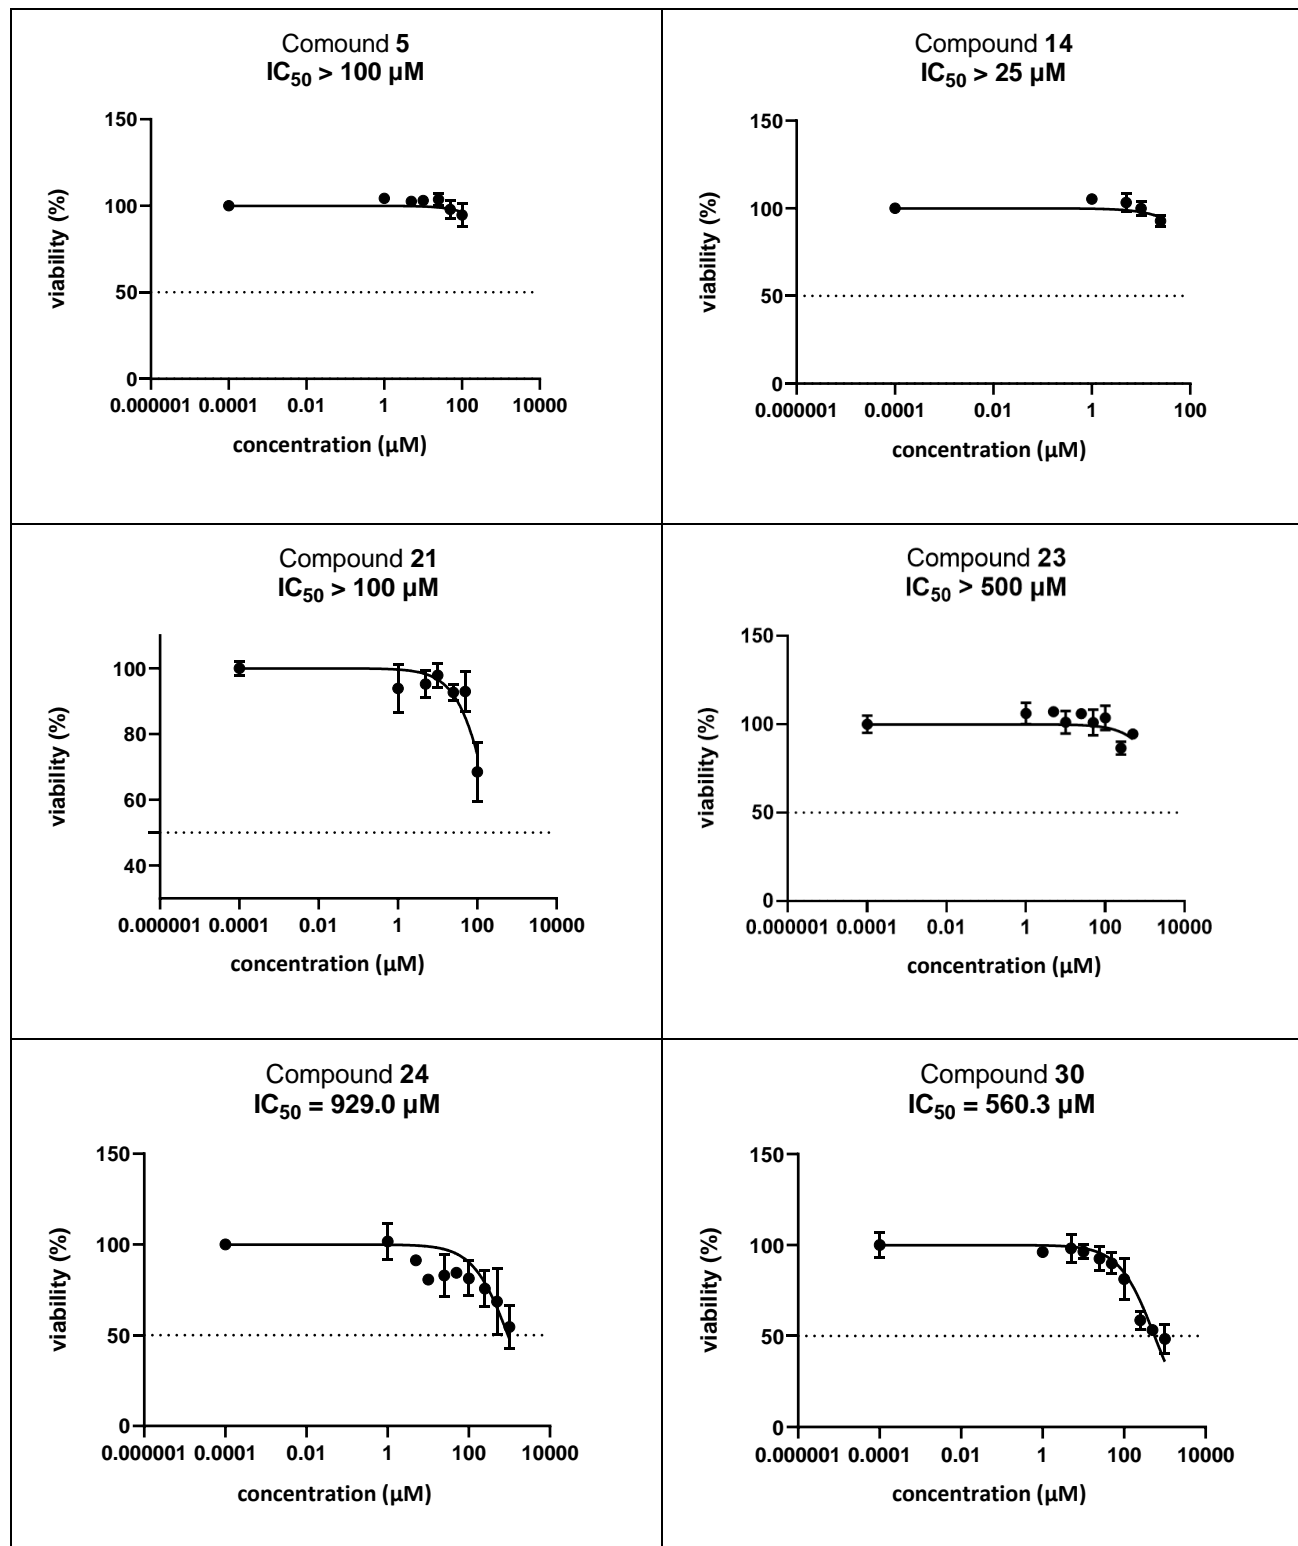 Comound 5
IC50 > 100 µM
150
100
50
0
viability (%)
0.000001 0.0001 0.01 1 100 10000
concentration (µM)
Compound 14
IC50 > 25 µM
150
100
50
0
viability (%)
0.000001 0.0001 0.01 1 100
concentration (µM)
Compound 21
IC50 > 100 µM
100
80
60
40
viability (%)
0.000001 0.0001 0.01 1 100 10000
concentration (µM)
Compound 23
IC50 > 500 µM
150
100
50
0
viability (%)
0.000001 0.0001 0.01 1 100 10000
concentration (µM)
Compound 24
IC50 = 929.0 µM
150
100
50
0
viability (%)
0.000001 0.0001 0.01 1 100 10000
concentration (µM)
Compound 30
IC50 = 560.3 µM
150
100
50
0
viability (%)
0.000001 0.0001 0.01 1 100 10000
concentration (µM)